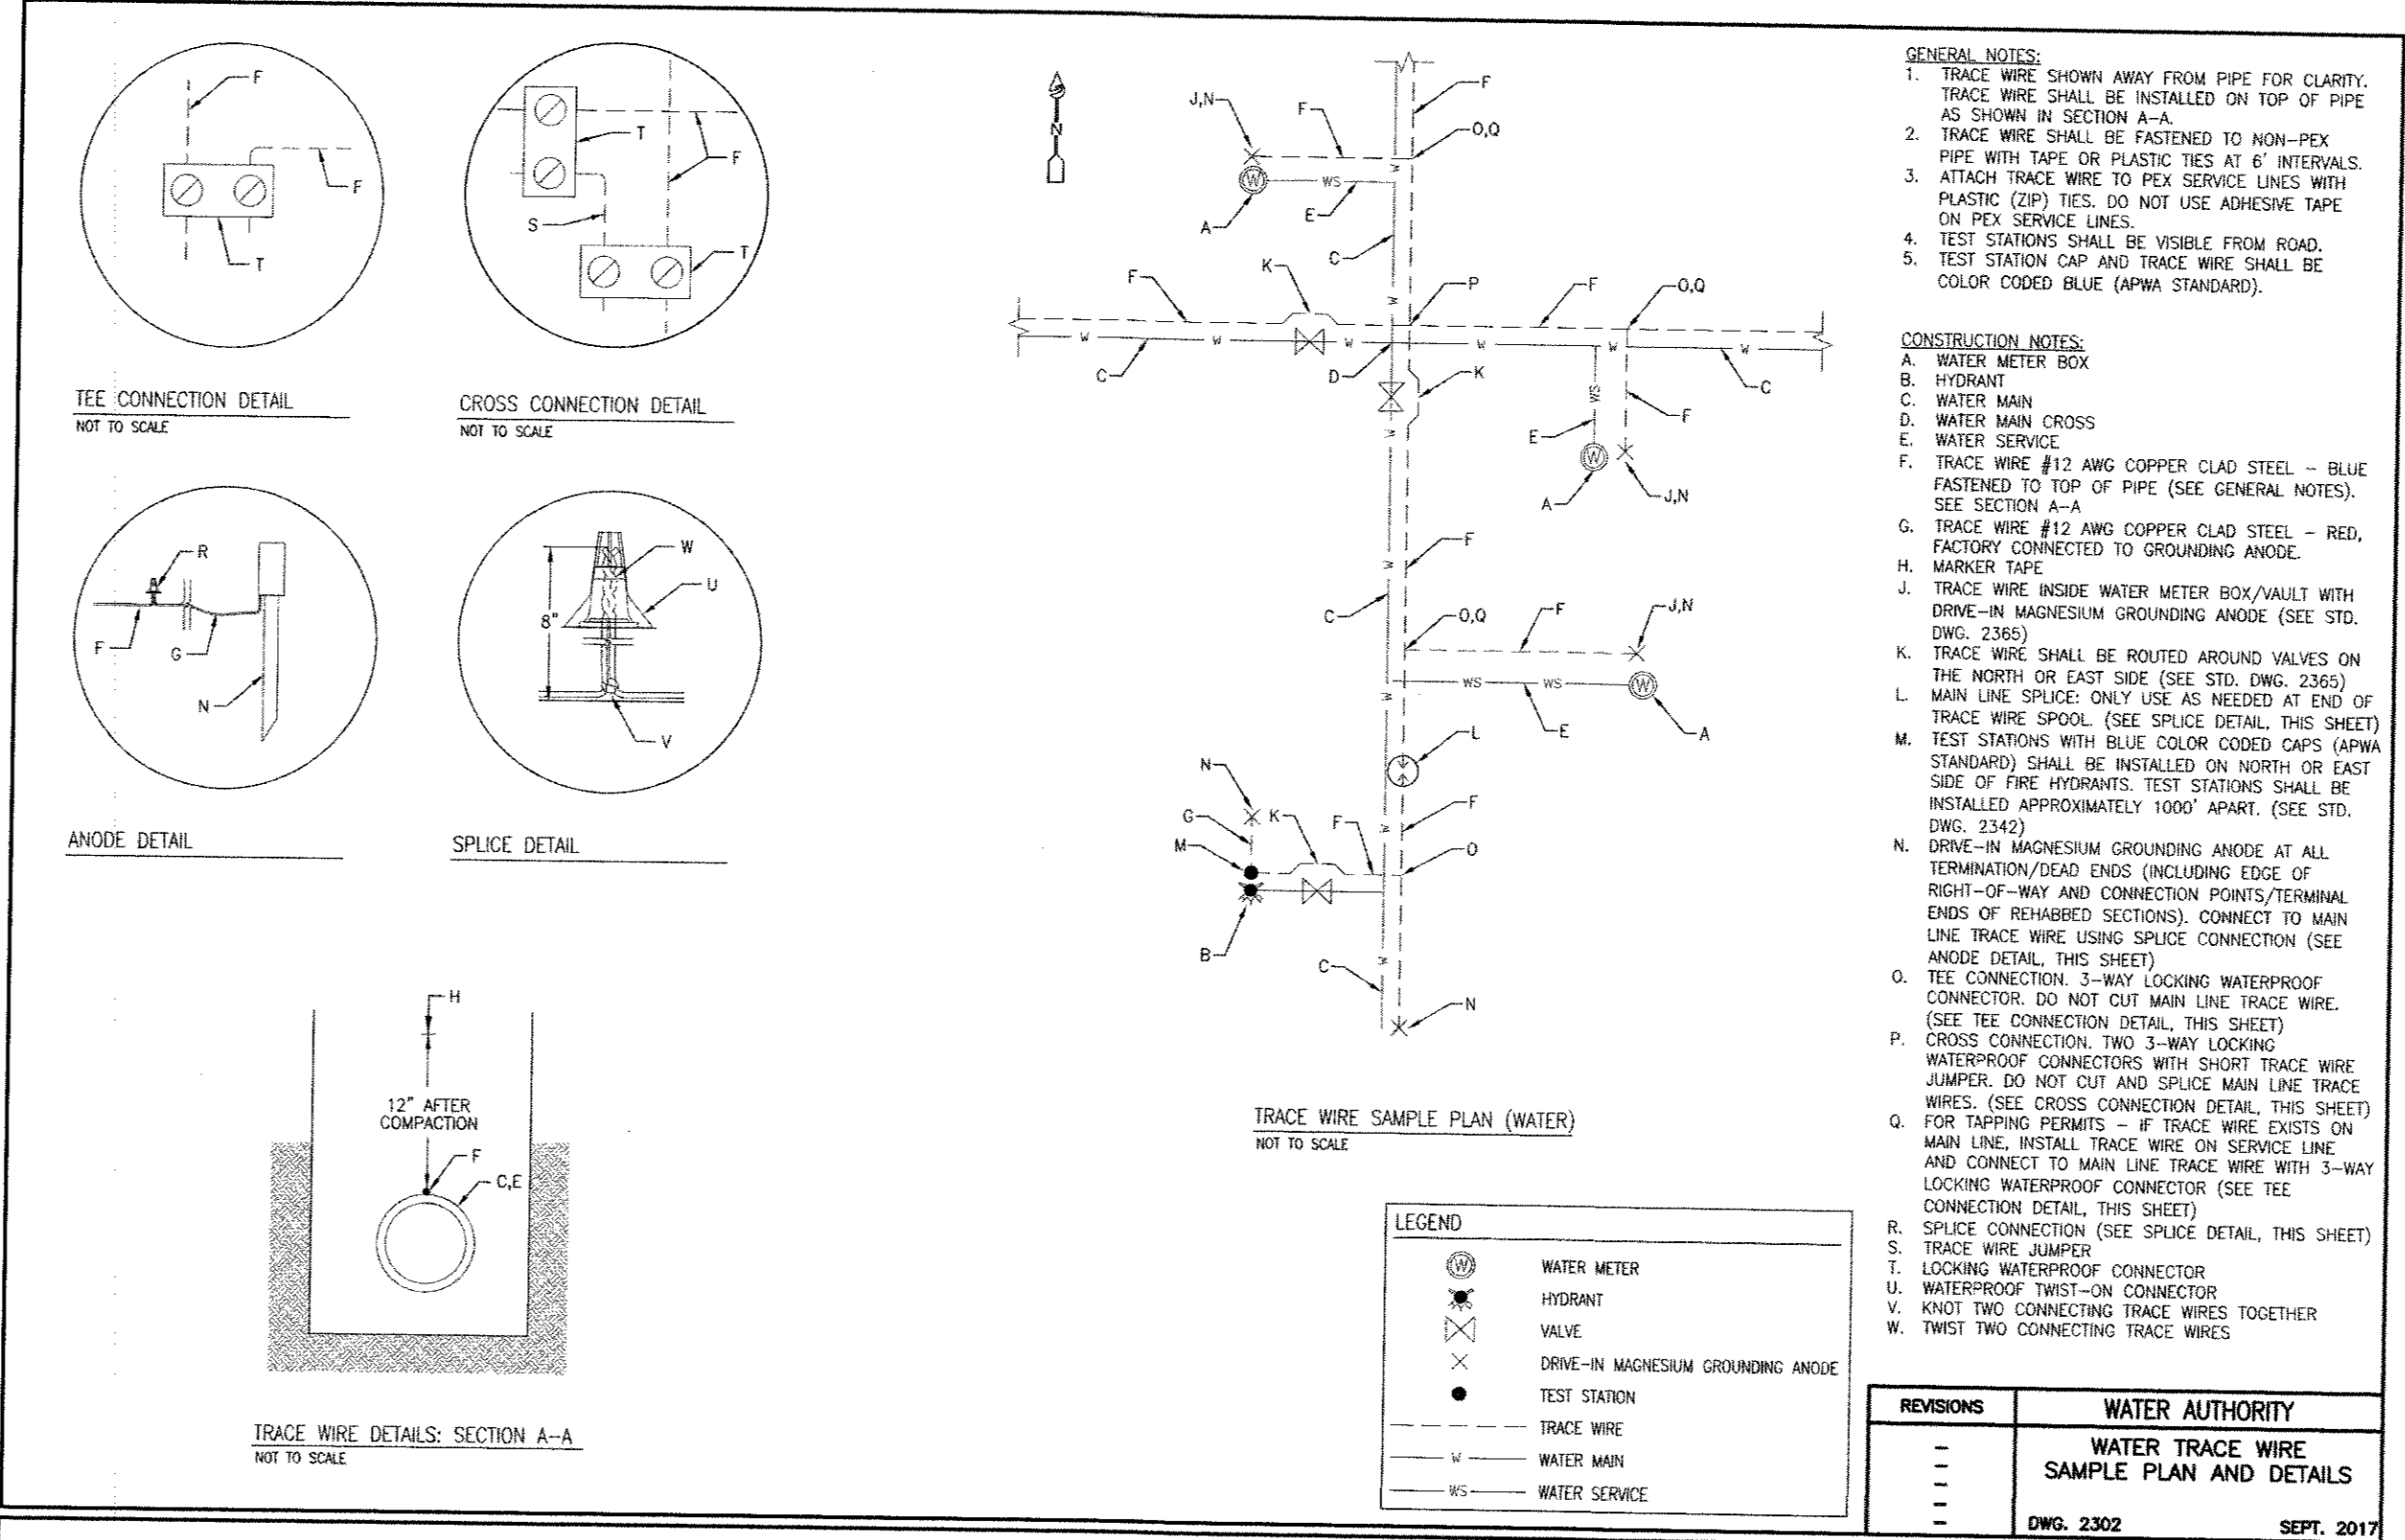 F
F
T
TEE CONNECTION DETAIL
NOT TO SCALE
T
F
S
T
CROSS CONNECTION DETAIL
NOT TO SCALE
R
F
G
N
ANODE DETAIL
W
U
8"
V
SPLICE DETAIL
H
12" AFTER
COMPACTION
F
C,E
TRACE WIRE DETAILS: SECTION A-A
NOT TO SCALE
N
F
J,N
F
O,Q
W
W
WS
E
A
C
K
F
P
F
O,Q
W
W
W
W
W
W
W
C
D
K
C
W
WS
F
E
W
A
J,N
F
W
C
O,Q
F
J,N
WS
WS
W
W
E
A
L
N
F
G
K
F
W
M
O
B
C
W
N
TRACE WIRE SAMPLE PLAN (WATER)
NOT TO SCALE
LEGEND
W WATER METER
HYDRANT
VALVE
DRIVE-IN MAGNESIUM GROUNDING ANODE
TEST STATION
TRACE WIRE
W WATER MAIN
WS WATER SERVICE
GENERAL NOTES:
1. TRACE WIRE SHOWN AWAY FROM PIPE FOR CLARITY.
TRACE WIRE SHALL BE INSTALLED ON TOP OF PIPE
AS SHOWN IN SECTION A-A.
2. TRACE WIRE SHALL BE FASTENED TO NON-PEX
PIPE WITH TAPE OR PLASTIC TIES AT 6' INTERVALS.
3. ATTACH TRACE WIRE TO PEX SERVICE LINES WITH
PLASTIC (ZIP) TIES. DO NOT USE ADHESIVE TAPE
ON PEX SERVICE LINES.
4. TEST STATIONS SHALL BE VISIBLE FROM ROAD.
5. TEST STATION CAP AND TRACE WIRE SHALL BE
COLOR CODED BLUE (APWA STANDARD).
CONSTRUCTION NOTES:
A. WATER METER BOX
B. HYDRANT
C. WATER MAIN
D. WATER MAIN CROSS
E. WATER SERVICE
F. TRACE WIRE #12 AWG COPPER CLAD STEEL - BLUE
FASTENED TO TOP OF PIPE (SEE GENERAL NOTES).
SEE SECTION A-A
G. TRACE WIRE #12 AWG COPPER CLAD STEEL - RED,
FACTORY CONNECTED TO GROUNDING ANODE.
H. MARKER TAPE
J. TRACE WIRE INSIDE WATER METER BOX/VAULT WITH
DRIVE-IN MAGNESIUM GROUNDING ANODE (SEE STD.
DWG. 2365)
K. TRACE WIRE SHALL BE ROUTED AROUND VALVES ON
THE NORTH OR EAST SIDE (SEE STD. DWG. 2365)
L. MAIN LINE SPLICE: ONLY USE AS NEEDED AT END OF
TRACE WIRE SPOOL. (SEE SPLICE DETAIL, THIS SHEET)
M. TEST STATIONS WITH BLUE COLOR CODED CAPS (APWA
STANDARD) SHALL BE INSTALLED ON NORTH OR EAST
SIDE OF FIRE HYDRANTS. TEST STATIONS SHALL BE
INSTALLED APPROXIMATELY 1000' APART. (SEE STD.
DWG. 2342)
N. DRIVE-IN MAGNESIUM GROUNDING ANODE AT ALL
TERMINATION/DEAD ENDS (INCLUDING EDGE OF
RIGHT-OF-WAY AND CONNECTION POINTS/TERMINAL
ENDS OF REHABBED SECTIONS). CONNECT TO MAIN
LINE TRACE WIRE USING SPLICE CONNECTION (SEE
ANODE DETAIL, THIS SHEET)
O. TEE CONNECTION. 3-WAY LOCKING WATERPROOF
CONNECTOR. DO NOT CUT MAIN LINE TRACE WIRE.
(SEE TEE CONNECTION DETAIL, THIS SHEET)
P. CROSS CONNECTION. TWO 3-WAY LOCKING
WATERPROOF CONNECTORS WITH SHORT TRACE WIRE
JUMPER. DO NOT CUT AND SPLICE MAIN LINE TRACE
WIRES. (SEE CROSS CONNECTION DETAIL, THIS SHEET)
Q. FOR TAPPING PERMITS - IF TRACE WIRE EXISTS ON
MAIN LINE, INSTALL TRACE WIRE ON SERVICE LINE
AND CONNECT TO MAIN LINE TRACE WIRE WITH 3-WAY
LOCKING WATERPROOF CONNECTOR (SEE TEE
CONNECTION DETAIL, THIS SHEET)
R. SPLICE CONNECTION (SEE SPLICE DETAIL, THIS SHEET)
S. TRACE WIRE JUMPER
T. LOCKING WATERPROOF CONNECTOR
U. WATERPROOF TWIST-ON CONNECTOR
V. KNOT TWO CONNECTING TRACE WIRES TOGETHER
W. TWIST TWO CONNECTING TRACE WIRES
REVISIONS
-
-
-
-
-
WATER AUTHORITY
WATER TRACE WIRE
SAMPLE PLAN AND DETAILS
DWG. 2302 SEPT. 2017